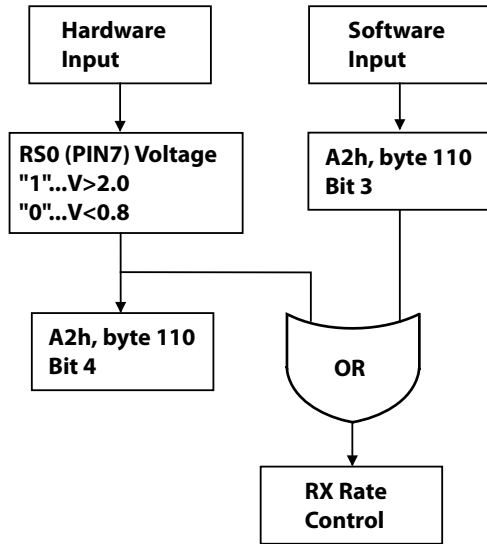 Hardware
Input
Software
Input
RS0 (PIN7) Voltage
"1"...V>2.0
"0"...V<0.8
A2h, byte 110
Bit 3
A2h, byte 110
Bit 4
OR
RX Rate
Control